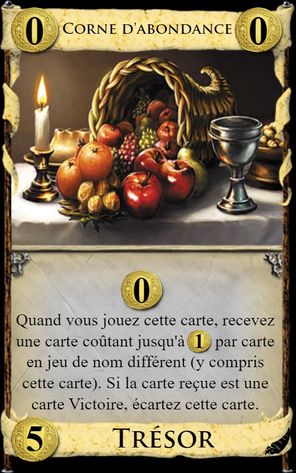 0 CORNE D'ABONDANCE 0
0
Quand vous jouez cette carte, recevez
une carte coûtant jusqu'à 1 par carte
en jeu de nom différent (y compris
cette carte). Si la carte reçue est une
carte Victoire, écartez cette carte.
5 TRÉSOR